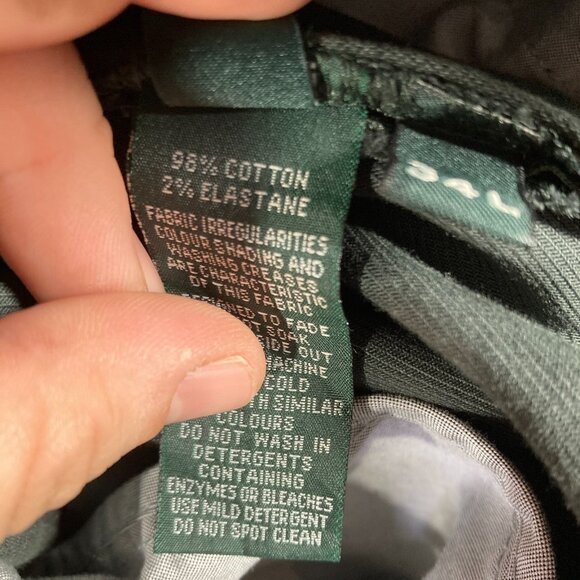 98% COTTON
2% ELASTANE
FABRIC IRREGULARITIES
COLOUR SHADING AND
WASHING CREASES
ARE CHARACTERISTIC
OF THIS FABRIC
TO FADE
SOAK
SIDE OUT
MACHINE
COLD
SIMILAR
COLOURS
DO NOT WASH IN
DETERGENTS
CONTAINING
ENZYMES OR BLEACHES
USE MILD DETERGENT
DO NOT SPOT CLEAN
34L